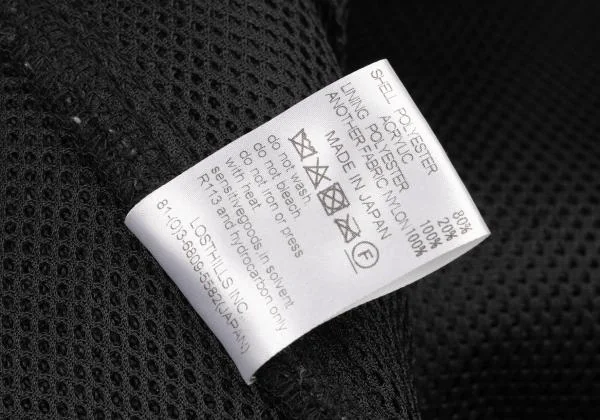 SHELL POLYESTER 80%
ACRYLIC 20%
LINING POLYESTER 100%
ANOTHER FABRIC NYLON 100%
MADE IN JAPAN
F
do not wash.
do not bleach.
do not iron or press
with heat.
sensitivegoods,in solvent
R113 and hydrocarbon only
LOSTHILLS INC.
81-(0)3-6809-5582(JAPAN)